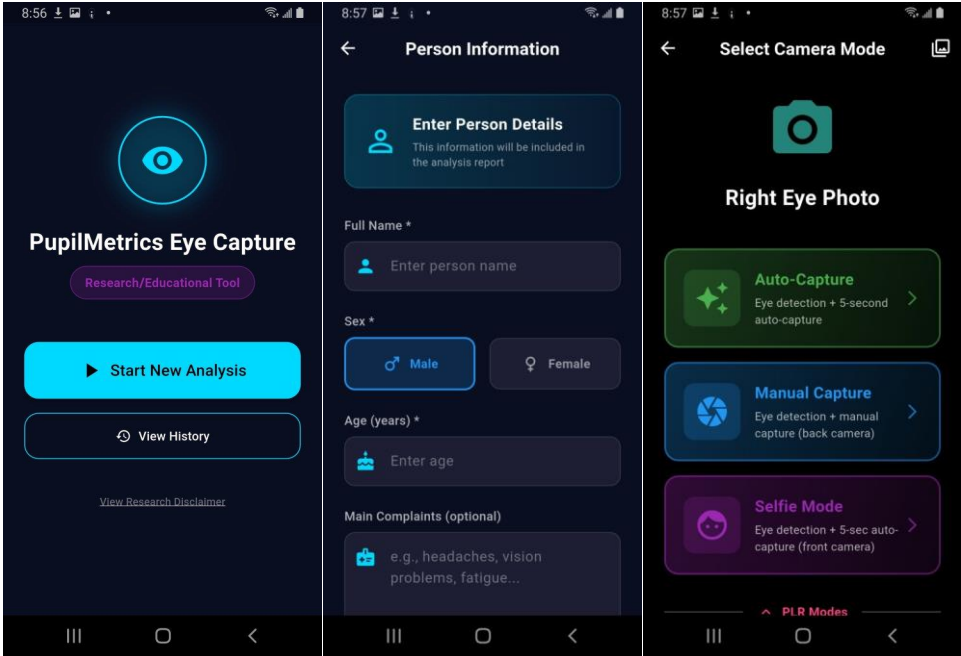 8:56
PupilMetrics Eye Capture
Research/Educational Tool
Start New Analysis
View History
View Research Disclaimer
8:57
Person Information
Enter Person Details
This information will be included in
the analysis report
Full Name *
Enter person name
Sex *
Male
Female
Age (years) *
Enter age
Main Complaints (optional)
e.g., headaches, vision
problems, fatigue...
8:57
Select Camera Mode
Right Eye Photo
Auto-Capture
Eye detection + 5-second
auto-capture
Manual Capture
Eye detection + manual
capture (back camera)
Selfie Mode
Eye detection + 5-sec auto-
capture (front camera)
PLR Modes